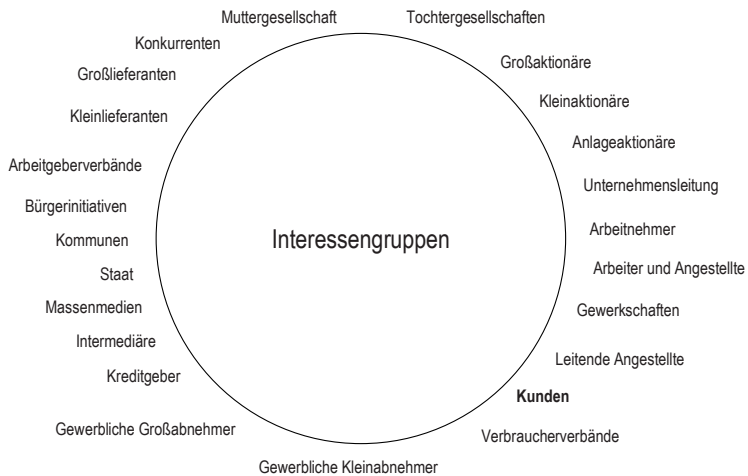 Muttergesellschaft
Tochtergesellschaften
Konkurrenten
Großaktionäre
Großlieferanten
Kleinaktionäre
Kleinlieferanten
Anlageaktionäre
Arbeitgeberverbände
Unternehmensleitung
Bürgerinitiativen
Arbeitnehmer
Kommunen
Interessengruppen
Arbeiter und Angestellte
Staat
Massenmedien
Gewerkschaften
Intermediäre
Leitende Angestellte
Kreditgeber
Kunden
Gewerbliche Großabnehmer
Verbraucherverbände
Gewerbliche Kleinabnehmer